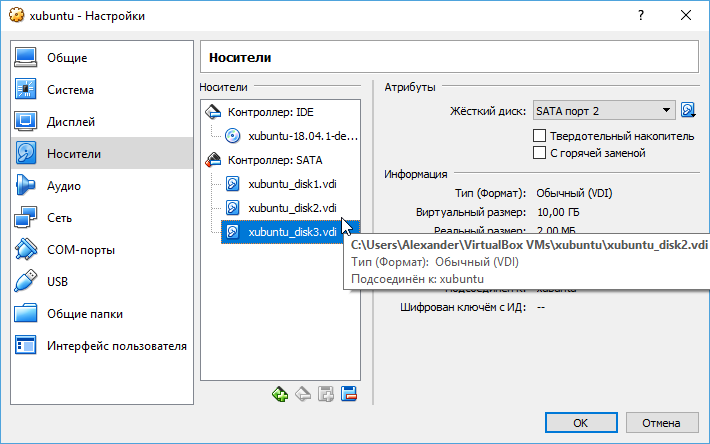 xubuntu - Настройки
?
Общие
Система
Дисплей
Носители
Аудио
Сеть
COM-порты
USB
Общие папки
Интерфейс пользователя
Носители
Носители
Контроллер: IDE
xubuntu-18.04.1-de...
Контроллер: SATA
xubuntu_disk1.vdi
xubuntu_disk2.vdi
xubuntu_disk3.vdi
Атрибуты
Жёсткий диск: SATA порт 2
Твердотельный накопитель
С горячей заменой
Информация
Тип (Формат): Обычный (VDI)
Виртуальный размер: 10,00 ГБ
Реальный размер: 2,00 МБ
C:\Users\Alexander\VirtualBox VMs\xubuntu\xubuntu_disk2.vdi
Тип (Формат): Обычный (VDI)
Подсоединён к: xubuntu
Подсоединён к: xubuntu
Шифрован ключём с ИД: --
OK
Отмена